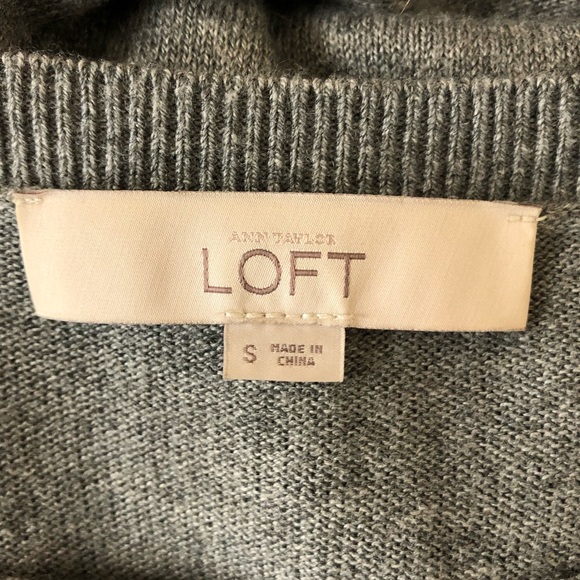 ANN TAYLOR
LOFT
S MADE IN
CHINA